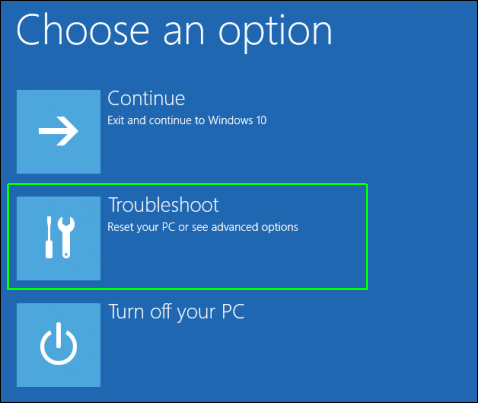 Choose an option
Continue
Exit and continue to Windows 10
Troubleshoot
Reset your PC or see advanced options
Turn off your PC